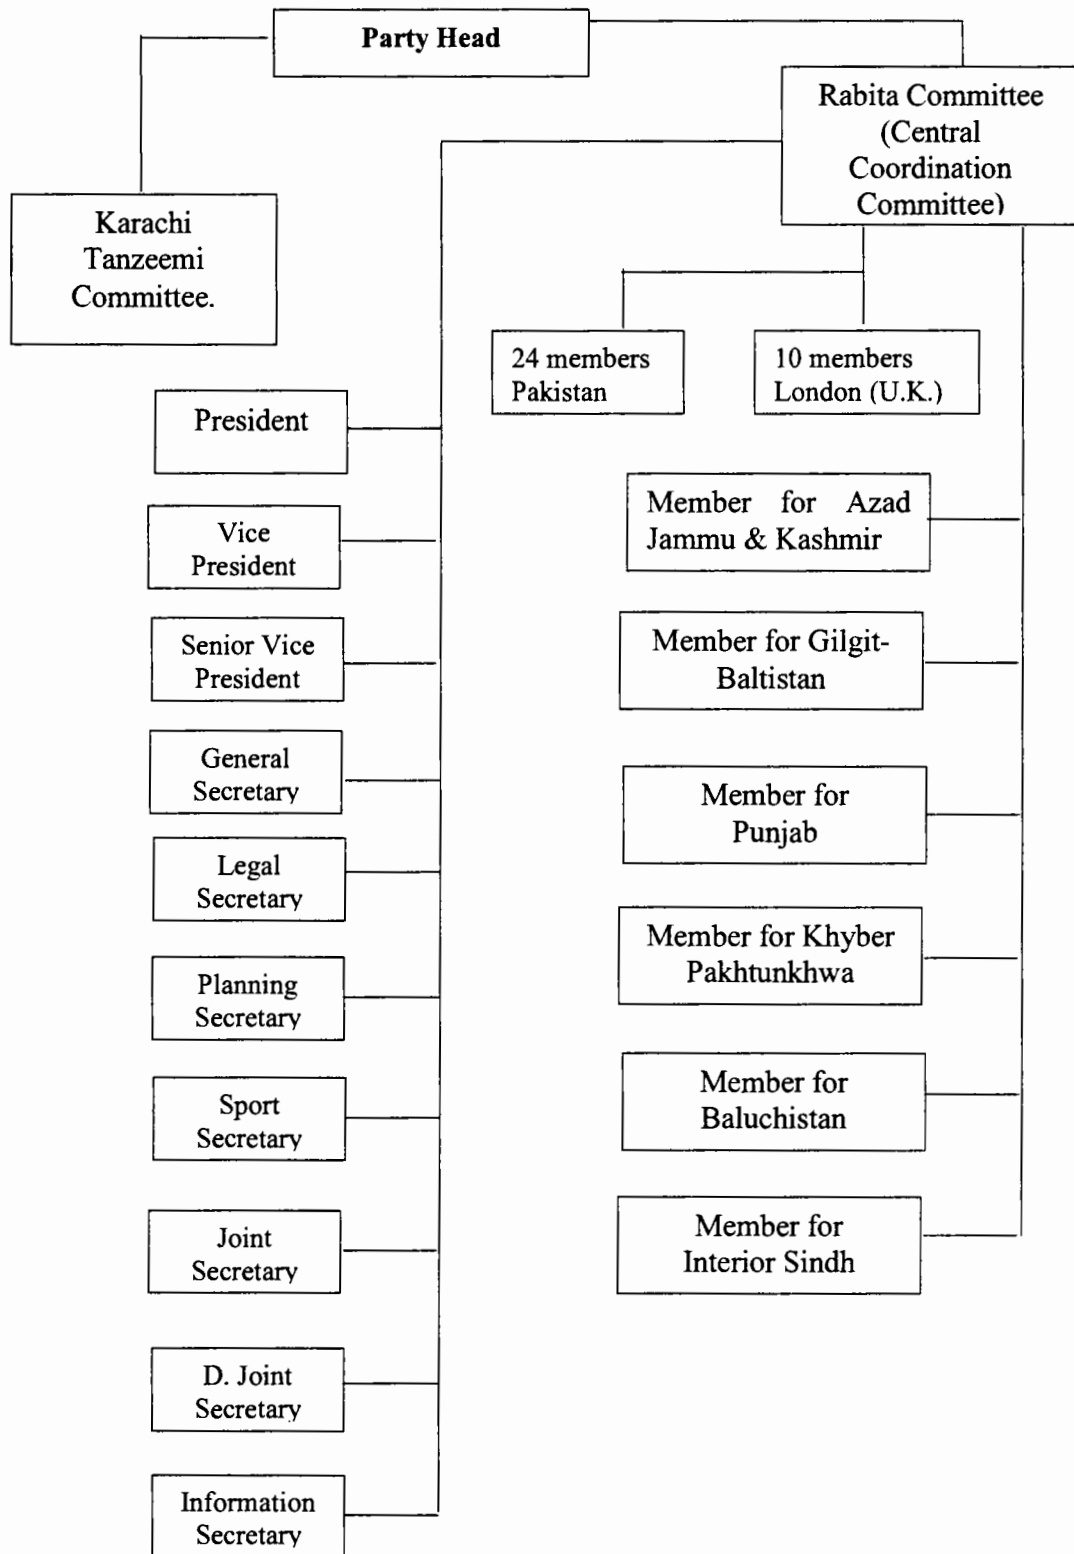 Party Head
Rabita Committee
(Central
Coordination
Committee)
Karachi
Tanzeemi
Committee.
24 members
Pakistan
10 members
London (U.K.)
President
Vice
President
Senior Vice
President
General
Secretary
Legal
Secretary
Planning
Secretary
Sport
Secretary
Joint
Secretary
D. Joint
Secretary
Information
Secretary
Member for Azad
Jammu & Kashmir
Member for Gilgit-
Baltistan
Member for
Punjab
Member for Khyber
Pakhtunkhwa
Member for
Baluchistan
Member for
Interior Sindh